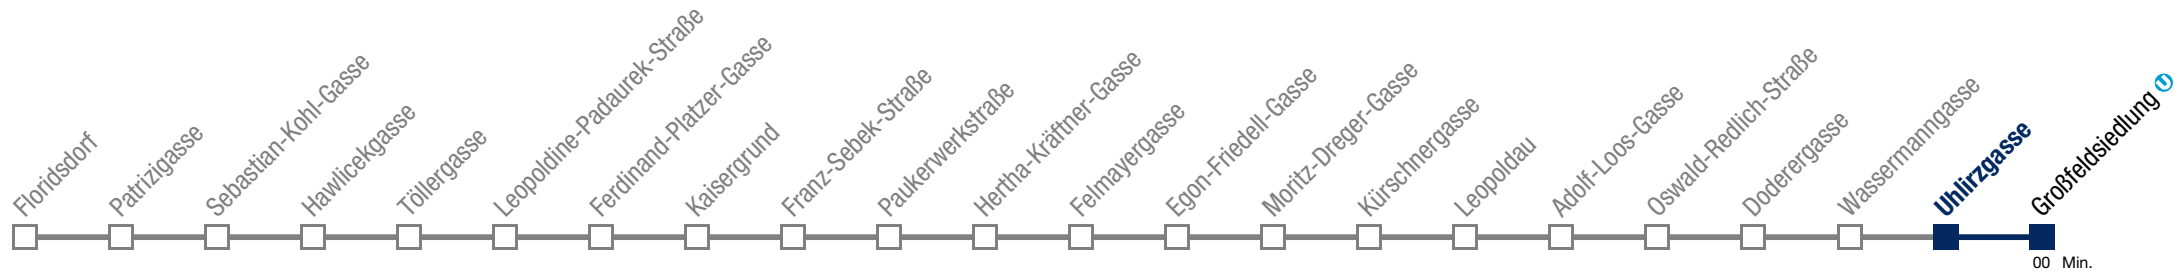 Floridsdorf
Patrizigasse
Sebastian-Kohl-Gasse
Hawlicekgasse
Töllergasse
Leopoldine-Padaurek-Straße
Ferdinand-Platzer-Gasse
Kaisergrund
Franz-Sebek-Straße
Paukerwerkstraße
Hertha-Kräftner-Gasse
Felmayergasse
Egon-Friedell-Gasse
Moritz-Dreger-Gasse
Kürschnergasse
Leopoldau
Adolf-Loos-Gasse
Oswald-Redlich-Straße
Doderergasse
Wassermanngasse
Uhlirzgasse
Großfeldsiedlung U
00 Min.